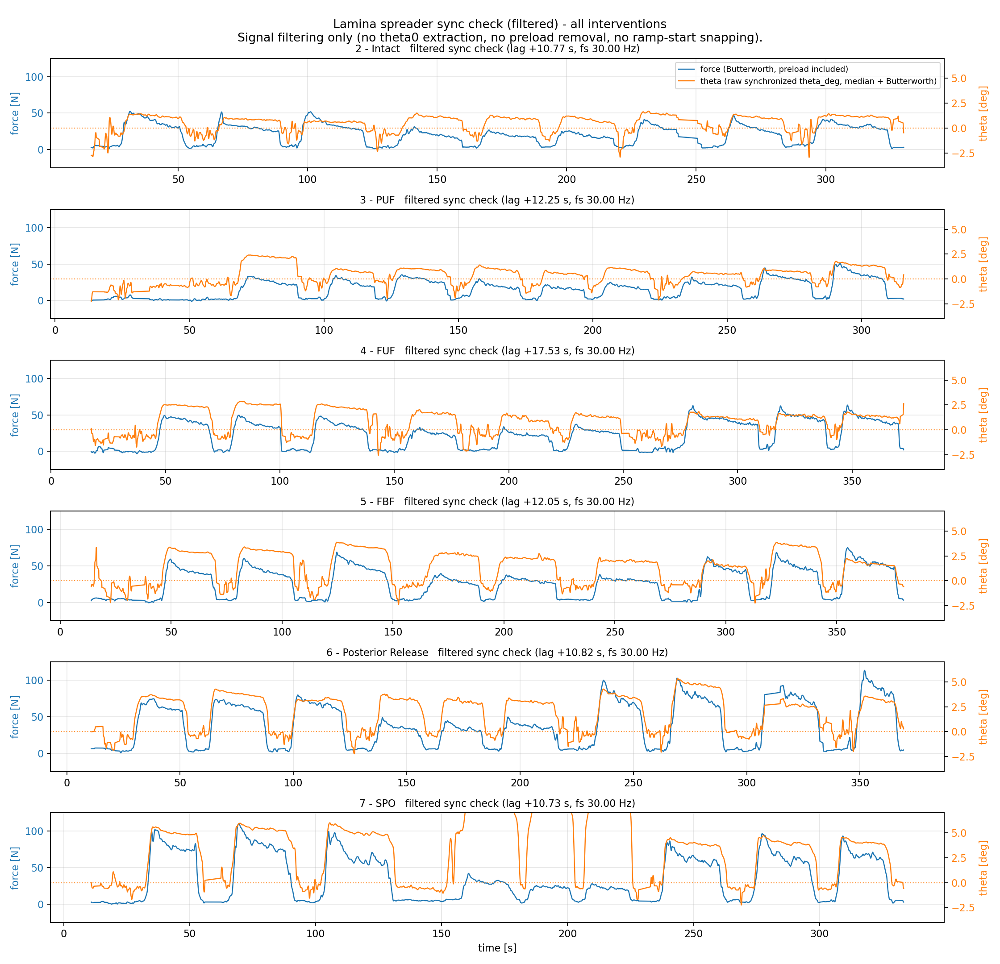 Lamina spreader sync check (filtered) - all interventions
Signal filtering only (no theta0 extraction, no preload removal, no ramp-start snapping).
2 - Intact   filtered sync check (lag +10.77 s, fs 30.00 Hz)
force (Butterworth, preload included)
theta (raw synchronized theta_deg, median + Butterworth)
100
50
0
force [N]
5.0
2.5
0.0
−2.5
theta [deg]
50 100 150 200 250 300
3 - PUF   filtered sync check (lag +12.25 s, fs 30.00 Hz)
100
50
0
force [N]
5.0
2.5
0.0
−2.5
theta [deg]
0 50 100 150 200 250 300
4 - FUF   filtered sync check (lag +17.53 s, fs 30.00 Hz)
100
50
0
force [N]
5.0
2.5
0.0
−2.5
theta [deg]
0 50 100 150 200 250 300 350
5 - FBF   filtered sync check (lag +12.05 s, fs 30.00 Hz)
100
50
0
force [N]
5.0
2.5
0.0
−2.5
theta [deg]
0 50 100 150 200 250 300 350
6 - Posterior Release   filtered sync check (lag +10.82 s, fs 30.00 Hz)
100
50
0
force [N]
5.0
2.5
0.0
−2.5
theta [deg]
0 50 100 150 200 250 300 350
7 - SPO   filtered sync check (lag +10.73 s, fs 30.00 Hz)
100
50
0
force [N]
5.0
2.5
0.0
−2.5
theta [deg]
0 50 100 150 200 250 300
time [s]